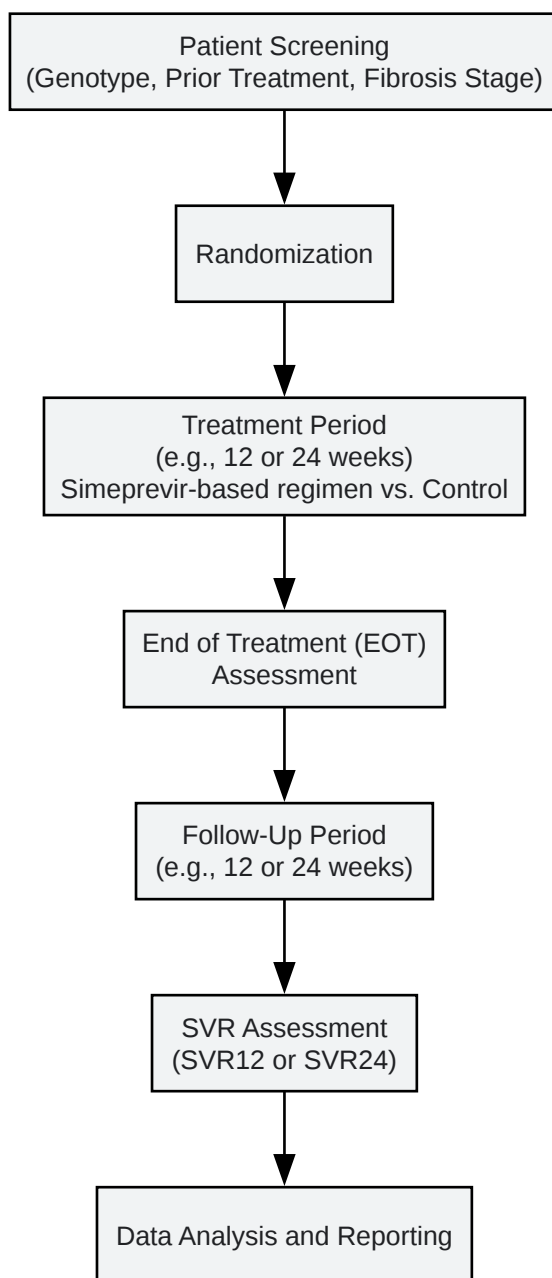 Patient Screening
(Genotype, Prior Treatment, Fibrosis Stage)
Randomization
Treatment Period
(e.g., 12 or 24 weeks)
Simeprevir-based regimen vs. Control
End of Treatment (EOT)
Assessment
Follow-Up Period
(e.g., 12 or 24 weeks)
SVR Assessment
(SVR12 or SVR24)
Data Analysis and Reporting